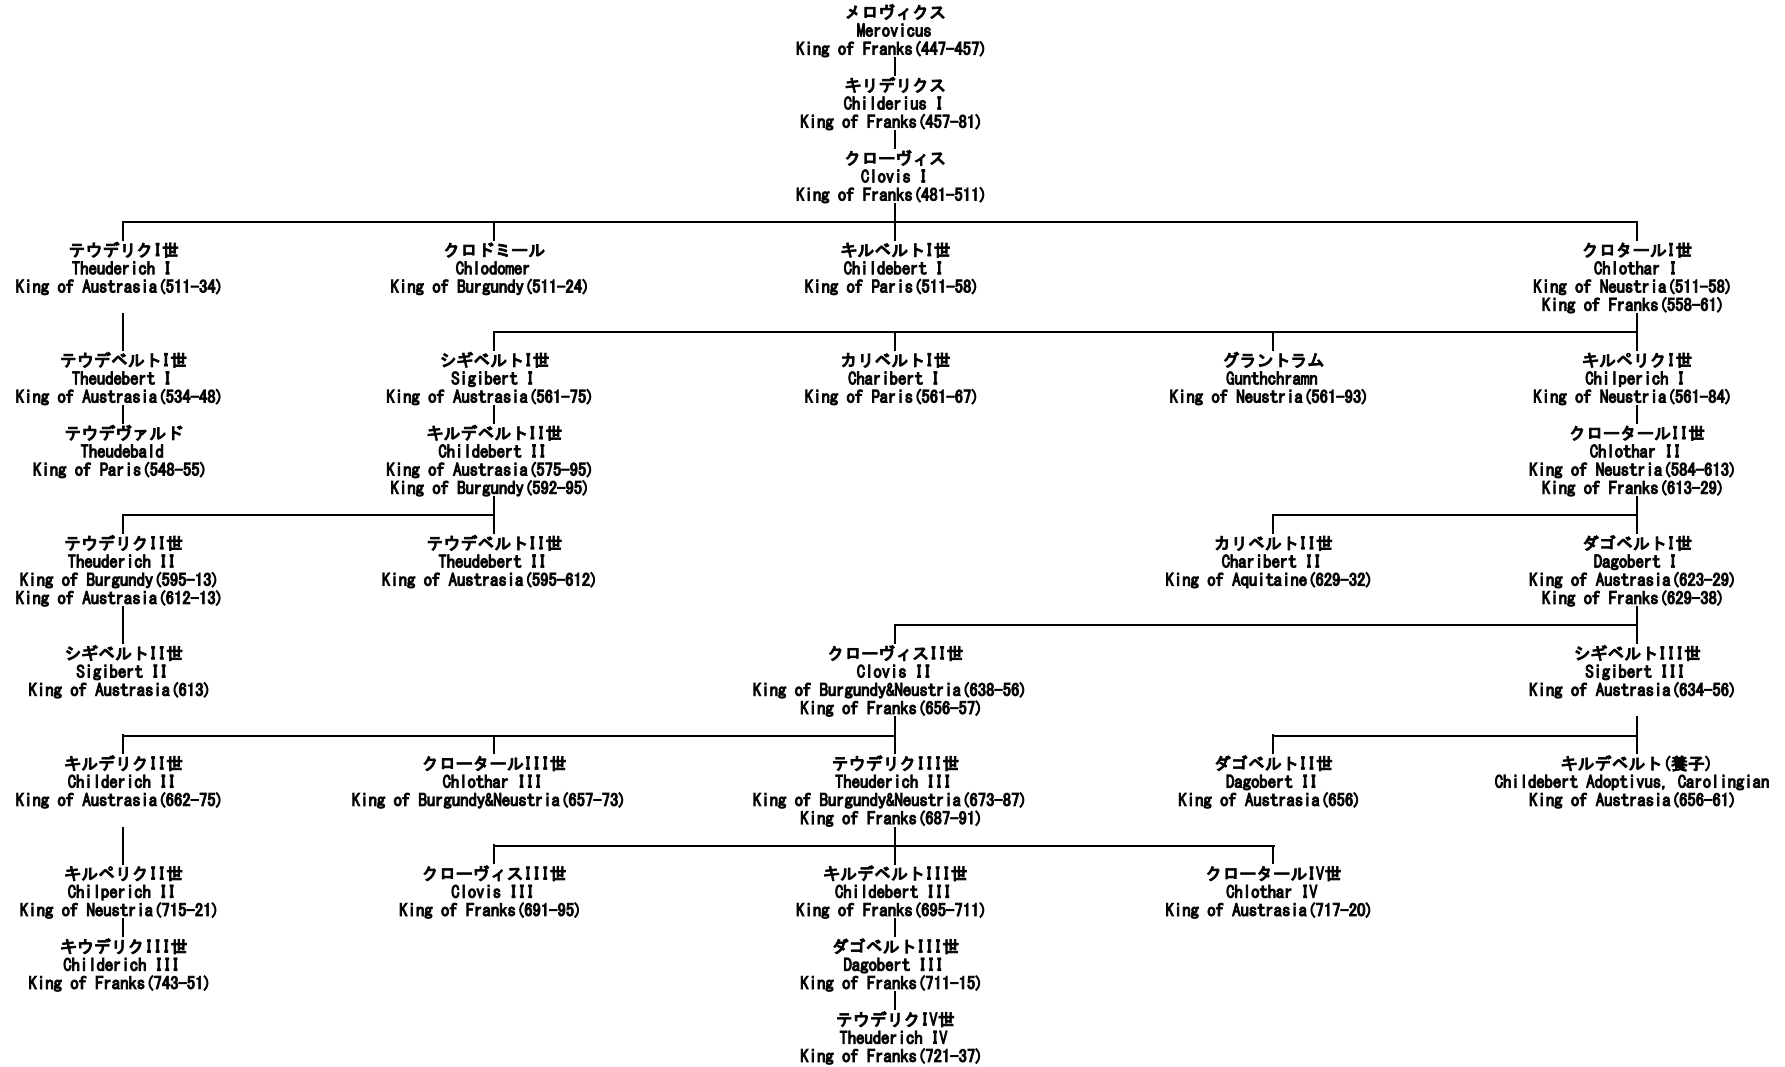 メロヴィクス
Merovicus
King of Franks(447-457)
キリデリクス
Childerius I
King of Franks(457-81)
クローヴィス
Clovis I
King of Franks(481-511)
テウデリクI世
Theuderich I
King of Austrasia(511-34)
クロドミール
Chlodomer
King of Burgundy(511-24)
キルベルトI世
Childebert I
King of Paris(511-58)
クロタールI世
Chlothar I
King of Neustria(511-58)
King of Franks(558-61)
テウデベルトI世
Theudebert I
King of Austrasia(534-48)
シギベルトI世
Sigibert I
King of Austrasia(561-75)
カリベルトI世
Charibert I
King of Paris(561-67)
グラントラム
Gunthchramn
King of Neustria(561-93)
キルペリクI世
Chilperich I
King of Neustria(561-84)
テウデヴァルド
Theudebald
King of Paris(548-55)
キルデベルトII世
Childebert II
King of Austrasia(575-95)
King of Burgundy(592-95)
クロータールII世
Chlothar II
King of Neustria(584-613)
King of Franks(613-29)
テウデリクII世
Theuderich II
King of Burgundy(595-13)
King of Austrasia(612-13)
テウデベルトII世
Theudebert II
King of Austrasia(595-612)
カリベルトII世
Charibert II
King of Aquitaine(629-32)
ダゴベルトI世
Dagobert I
King of Austrasia(623-29)
King of Franks(629-38)
シギベルトII世
Sigibert II
King of Austrasia(613)
クローヴィスII世
Clovis II
King of Burgundy&Neustria(638-56)
King of Franks(656-57)
シギベルトIII世
Sigibert III
King of Austrasia(634-56)
キルデリクII世
Childerich II
King of Austrasia(662-75)
クロータールIII世
Chlothar III
King of Burgundy&Neustria(657-73)
テウデリクIII世
Theuderich III
King of Burgundy&Neustria(673-87)
King of Franks(687-91)
ダゴベルトII世
Dagobert II
King of Austrasia(656)
キルデベルト(養子)
Childebert Adoptivus, Carolingian
King of Austrasia(656-61)
キルペリクII世
Chilperich II
King of Neustria(715-21)
クローヴィスIII世
Clovis III
King of Franks(691-95)
キルデベルトIII世
Childebert III
King of Franks(695-711)
クロータールIV世
Chlothar IV
King of Austrasia(717-20)
キウデリクIII世
Childerich III
King of Franks(743-51)
ダゴベルトIII世
Dagobert III
King of Franks(711-15)
テウデリクIV世
Theuderich IV
King of Franks(721-37)